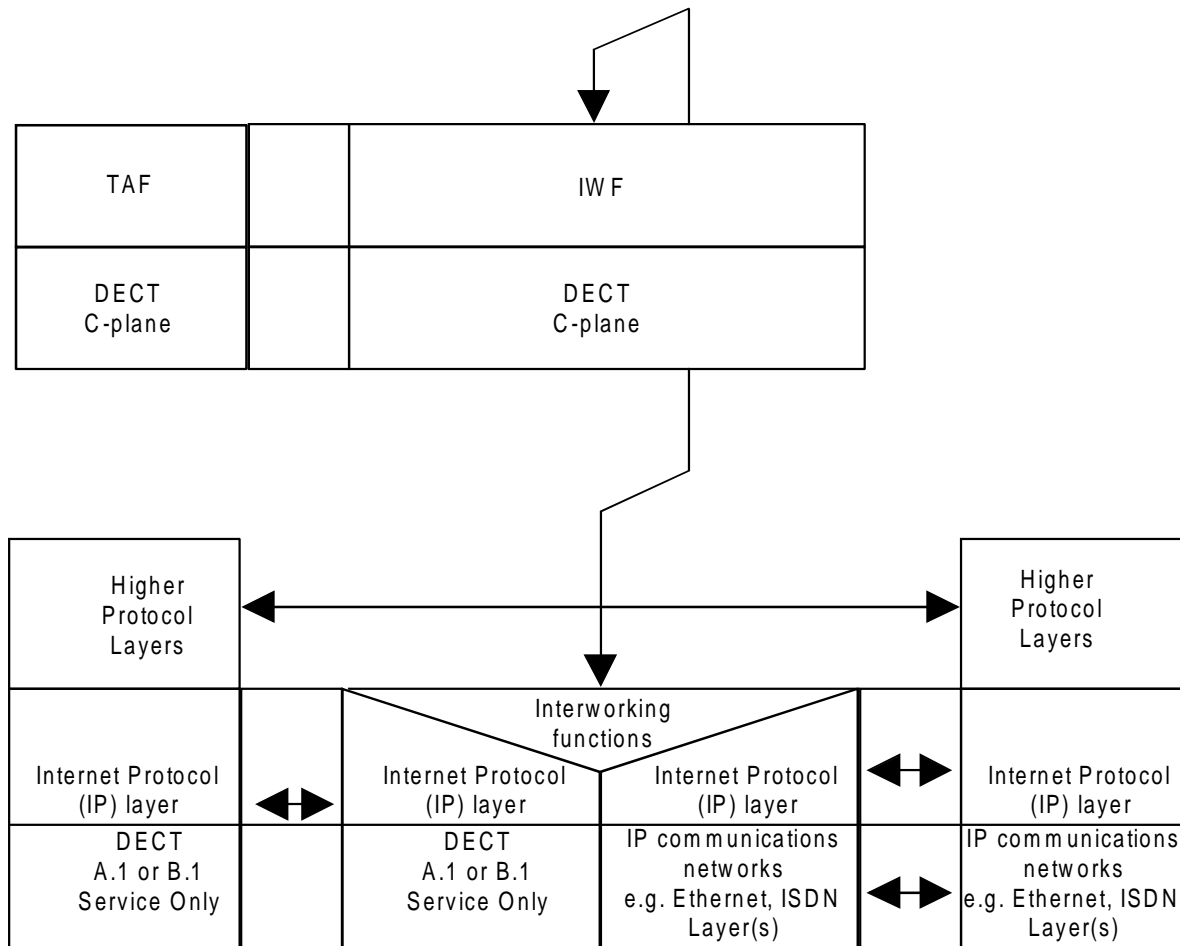 TAF
IWF
DECT
C-plane
DECT
C-plane
Higher
Protocol
Layers
Higher
Protocol
Layers
Interworking
functions
Internet Protocol
(IP) layer
Internet Protocol
(IP) layer
Internet Protocol
(IP) layer
Internet Protocol
(IP) layer
DECT
A.1 or B.1
Service Only
DECT
A.1 or B.1
Service Only
IP communications
networks
e.g. Ethernet, ISDN
Layer(s)
IP communications
networks
e.g. Ethernet, ISDN
Layer(s)